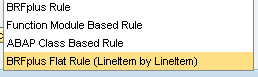 BRFplus Rule
Function Module Based Rule
ABAP Class Based Rule
BRFplus Flat Rule (LineItem by LineItem)